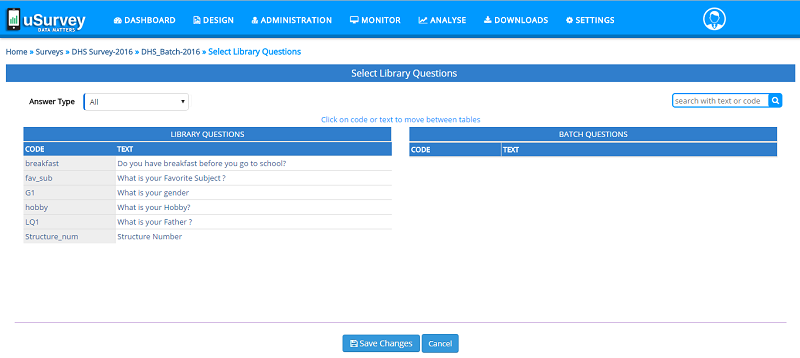 uSurvey
DATA MATTERS
DASHBOARD DESIGN ADMINISTRATION MONITOR ANALYSE DOWNLOADS SETTINGS
Home » Surveys » DHS Survey-2016 » DHS_Batch-2016 » Select Library Questions
Select Library Questions
Answer Type All search with text or code
Click on code or text to move between tables
LIBRARY QUESTIONS BATCH QUESTIONS
CODE TEXT CODE TEXT
breakfast Do you have breakfast before you go to school?
fav_sub What is your Favorite Subject ?
G1 What is your gender
hobby What is your Hobby?
LQ1 What is your Father ?
Structure_num Structure Number
Save Changes Cancel